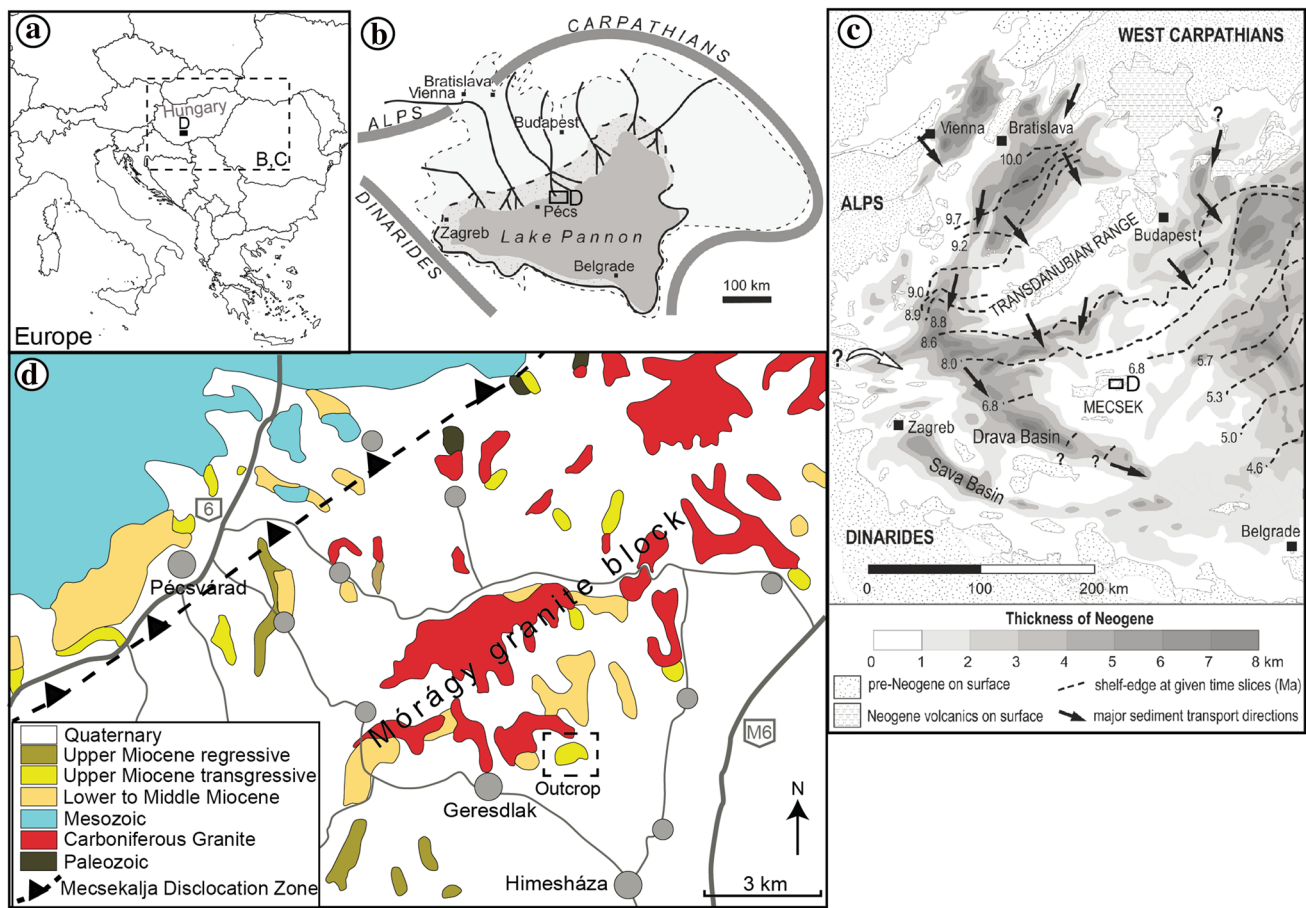 a
Hungary
D
B,C
Europe
b
CARPATHIANS
Bratislava
Vienna
ALPS
Budapest
D
Pécs
DINARIDES
Zagreb
Lake Pannon
Belgrade
100 km
c
WEST CARPATHIANS
?
Vienna
Bratislava
10.0
ALPS
9.7
9.2
Budapest
TRANSDANUBIAN RANGE
9.0
8.9
8.8
8.6
?
8.0
6.8
5.7
D
5.3
MECSEK
6.8
Zagreb
Drava Basin
5.0
?
?
4.6
Sava Basin
Belgrade
DINARIDES
0 100 200 km
Thickness of Neogene
0 1 2 3 4 5 6 7 8 km
pre-Neogene on surface
shelf-edge at given time slices (Ma)
Neogene volcanics on surface
major sediment transport directions
d
6
Pécsvárad
Mórágy granite block
M6
Outcrop
Geresdlak
N
Himesháza
3 km
Quaternary
Upper Miocene regressive
Upper Miocene transgressive
Lower to Middle Miocene
Mesozoic
Carboniferous Granite
Paleozoic
Mecsekalja Disclocation Zone